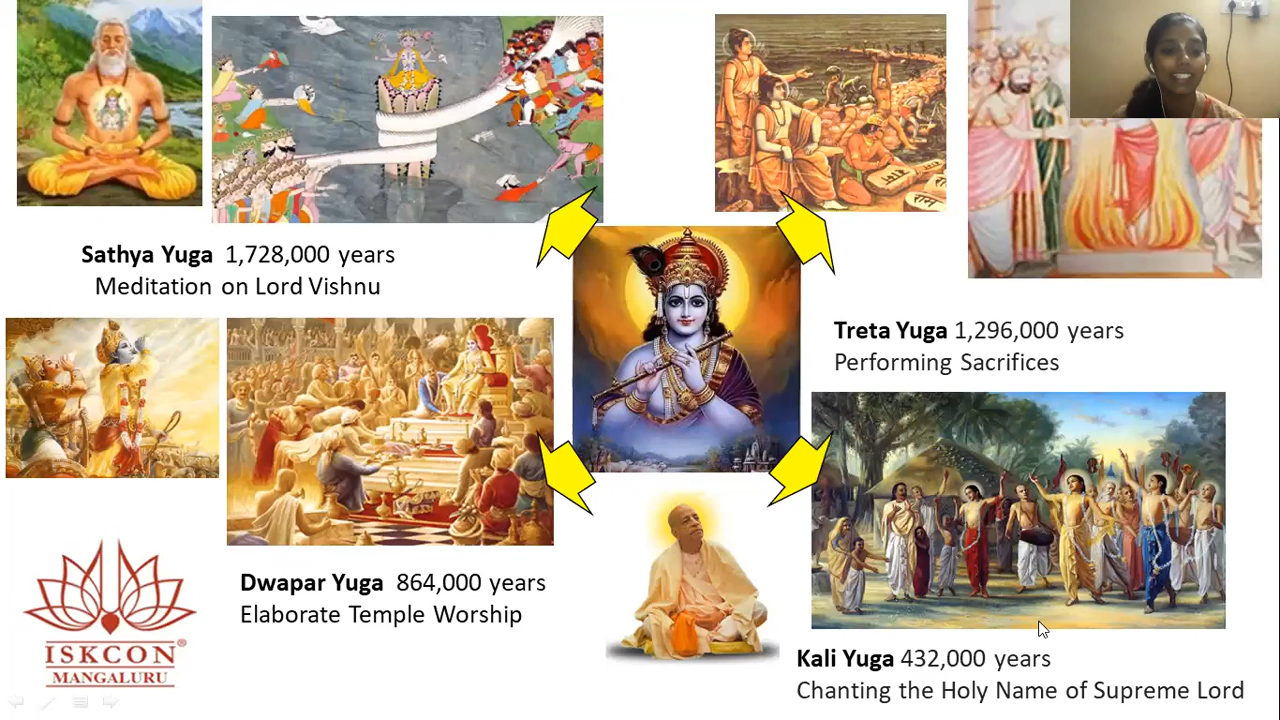 Sathya Yuga 1,728,000 years
Meditation on Lord Vishnu
राम
Treta Yuga 1,296,000 years
Performing Sacrifices
Dwapar Yuga 864,000 years
Elaborate Temple Worship
ISKCON®
MANGALURU
Kali Yuga 432,000 years
Chanting the Holy Name of Supreme Lord